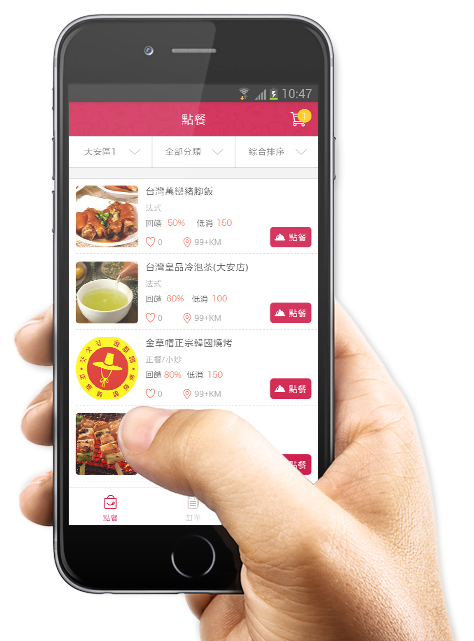 10:47
點餐
1
大安區1 全部分類 綜合排序
台灣萬巒豬腳飯
法式
回饋 50% 低消 150
0 99+KM 點餐
台灣皇品冷泡茶(大安店)
法式
回饋 60% 低消 100
0 99+KM 點餐
金草帽正宗韓國燒烤
正餐/小炒
回饋 80% 低消 150
0 99+KM 點餐
點餐
點餐 訂單